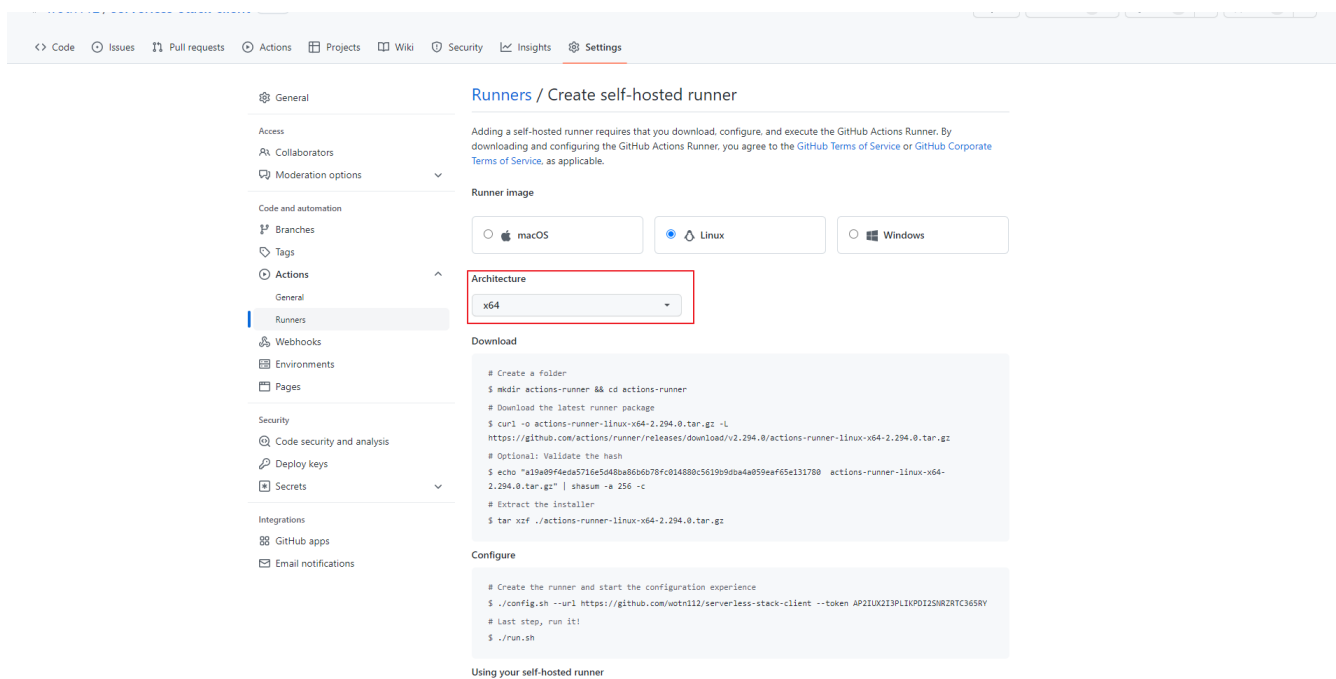 Code Issues Pull requests Actions Projects Wiki Security Insights Settings
General
Access
Collaborators
Moderation options
Code and automation
Branches
Tags
Actions
General
Runners
Webhooks
Environments
Pages
Security
Code security and analysis
Deploy keys
Secrets
Integrations
GitHub apps
Email notifications
Runners / Create self-hosted runner
Adding a self-hosted runner requires that you download, configure, and execute the GitHub Actions Runner. By
downloading and configuring the GitHub Actions Runner, you agree to the GitHub Terms of Service or GitHub Corporate
Terms of Service, as applicable.
Runner image
macOS Linux Windows
Architecture
x64
Download
# Create a folder
$ mkdir actions-runner && cd actions-runner
# Download the latest runner package
$ curl -o actions-runner-linux-x64-2.294.0.tar.gz -L
https://github.com/actions/runner/releases/download/v2.294.0/actions-runner-linux-x64-2.294.0.tar.gz
# Optional: Validate the hash
$ echo "a19a09f4eda5716e5d48ba86b6b78fc014880c5619b9dba4a059eaf65e131780 actions-runner-linux-x64-
2.294.0.tar.gz" | shasum -a 256 -c
# Extract the installer
$ tar xzf ./actions-runner-linux-x64-2.294.0.tar.gz
Configure
# Create the runner and start the configuration experience
$ ./config.sh --url https://github.com/wotn112/serverless-stack-client --token AP2IUX2I3PLIKPDI2SNRZRTC365RY
# Last step, run it!
$ ./run.sh
Using your self-hosted runner